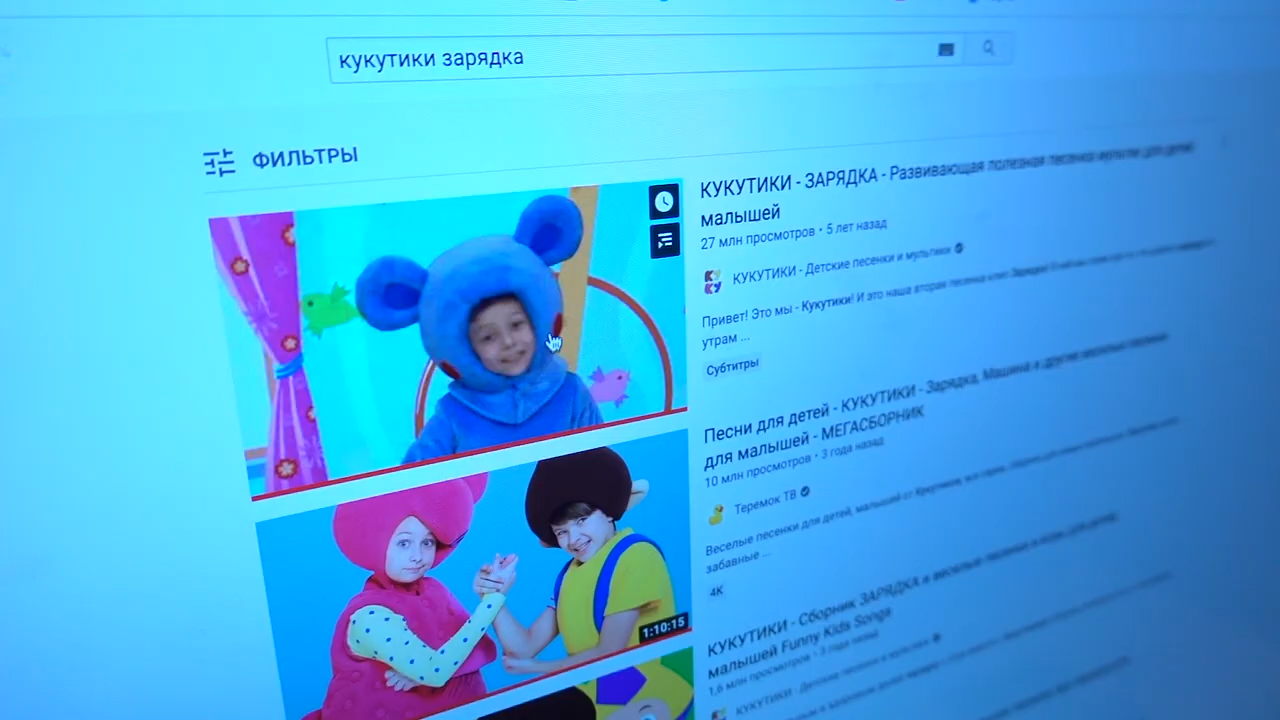 кукутики зарядка
ФИЛЬТРЫ
КУКУТИКИ - ЗАРЯДКА - Развивающая полезная песенка мультик для детей
малышей
27 млн просмотров • 5 лет назад
КУКУТИКИ - Детские песенки и мультики
Привет! Это мы - Кукутики! И это наша вторая песенка клип Зарядка!
утрам ...
Субтитры
Песни для детей - КУКУТИКИ - Зарядка, Машина и другие веселые песенки
для малышей - МЕГАСБОРНИК
10 млн просмотров • 3 года назад
Теремок ТВ
Веселые песенки для детей, малышей от Кукутиков, все серии,
забавные ...
4K
1:10:15
КУКУТИКИ - Сборник ЗАРЯДКА и веселые песенки
малышей Funny Kids Songs
1,6 млн просмотров • 3 года назад
КУКУТИКИ - Детские песенки и мультики